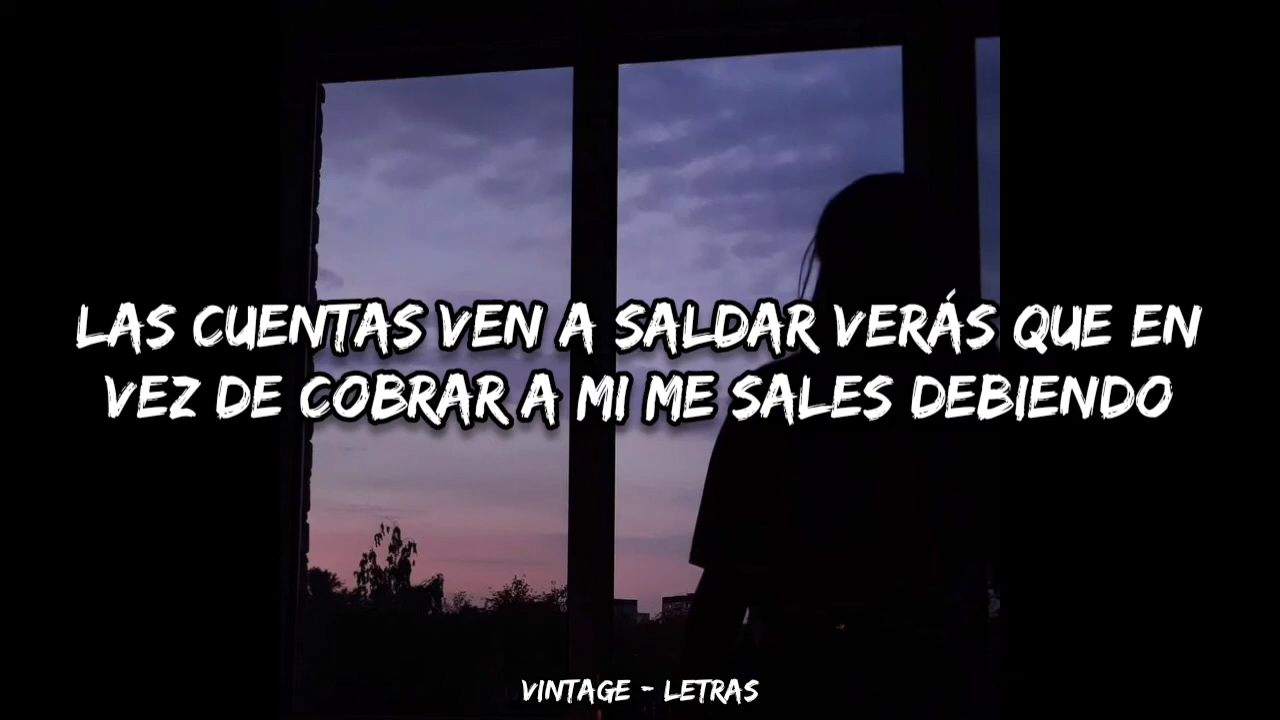 LAS CUENTAS VEN A SALDAR VERÁS QUE EN
VEZ DE COBRAR A MI ME SALES DEBIENDO
VINTAGE - LETRAS